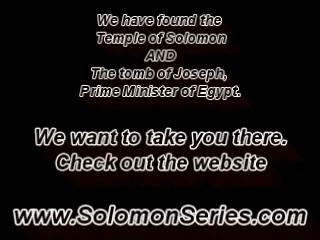 We have found the
Temple of Solomon
AND
The tomb of Joseph,
Prime Minister of Egypt.
We want to take you there.
Check out the website
www.SolomonSeries.com